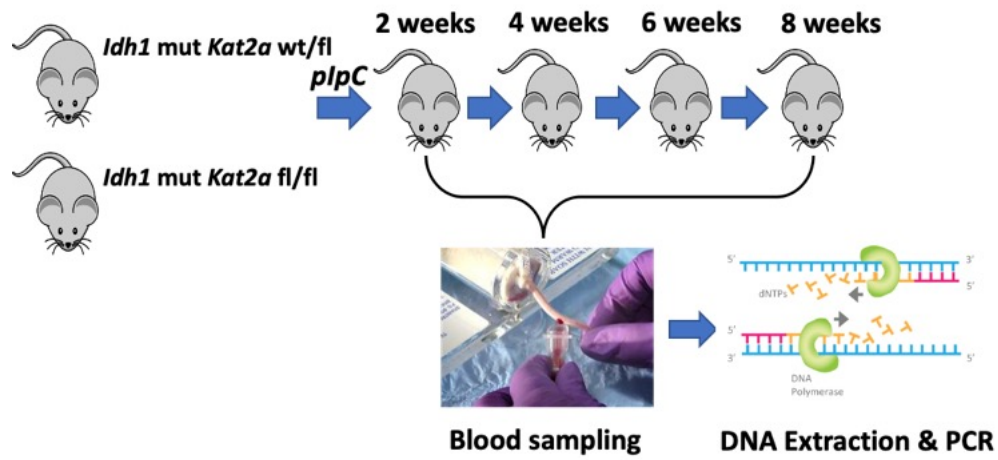 2 weeks 4 weeks 6 weeks 8 weeks
Idh1 mut Kat2a wt/fl
pIpC
Idh1 mut Kat2a fl/fl
5' 3'
dNTPs 5'
5'
3' 5'
DNA
Polymerase
Blood sampling DNA Extraction & PCR